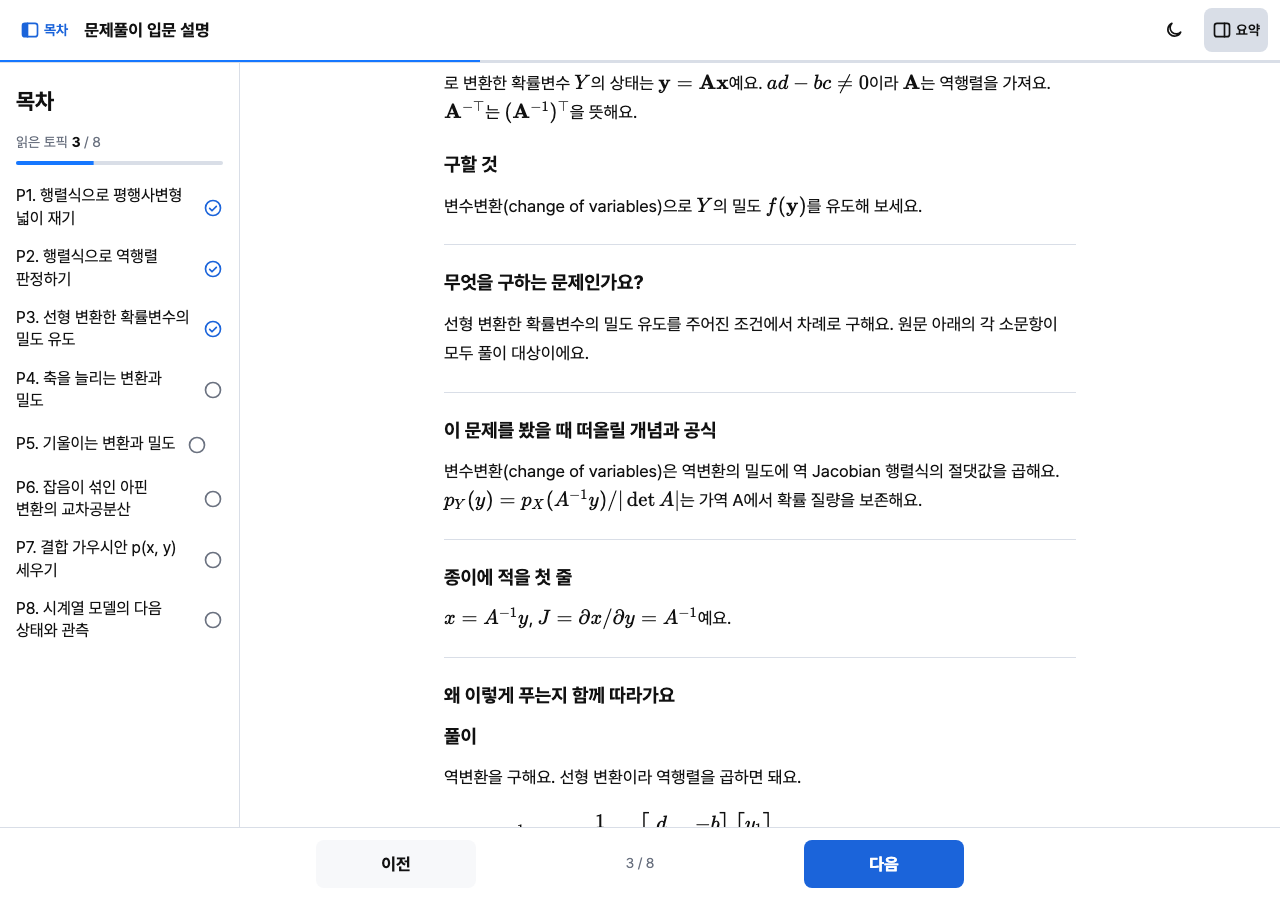 목차 문제풀이 입문 설명 요약
목차
읽은 토픽 3 / 8
P1. 행렬식으로 평행사변형
넓이 재기
P2. 행렬식으로 역행렬
판정하기
P3. 선형 변환한 확률변수의
밀도 유도
P4. 축을 늘리는 변환과
밀도
P5. 기울이는 변환과 밀도
P6. 잡음이 섞인 아핀
변환의 교차공분산
P7. 결합 가우시안 p(x, y)
세우기
P8. 시계열 모델의 다음
상태와 관측
로 변환한 확률변수 Y의 상태는 y = Ax예요. ad − bc ≠ 0이라 A는 역행렬을 가져요.
A^{−⊤}는 (A^{−1})^⊤을 뜻해요.
구할 것
변수변환(change of variables)으로 Y의 밀도 f(y)를 유도해 보세요.
무엇을 구하는 문제인가요?
선형 변환한 확률변수의 밀도 유도를 주어진 조건에서 차례로 구해요. 원문 아래의 각 소문항이
모두 풀이 대상이에요.
이 문제를 봤을 때 떠올릴 개념과 공식
변수변환(change of variables)은 역변환의 밀도에 역 Jacobian 행렬식의 절댓값을 곱해요.
p_Y(y) = p_X(A^{−1}y)/| det A|는 가역 A에서 확률 질량을 보존해요.
종이에 적을 첫 줄
x = A^{−1}y, J = ∂x/∂y = A^{−1}예요.
왜 이렇게 푸는지 함께 따라가요
풀이
역변환을 구해요. 선형 변환이라 역행렬을 곱하면 돼요.
1 [ d −b ] [ y₁ ]
이전 3 / 8 다음